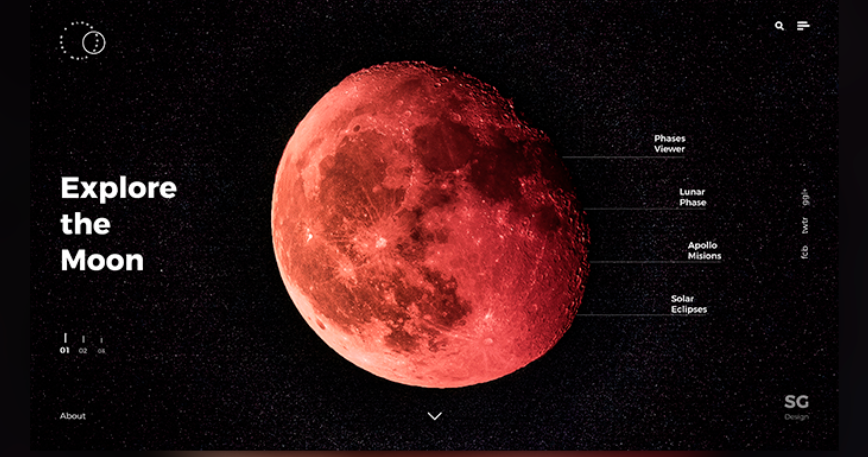 Explore
the
Moon
Phases
Viewer
Lunar
Phase
Apollo
Misions
Solar
Eclipses
ggl+
twtr
fcb
01 02 03
About
SG
Design